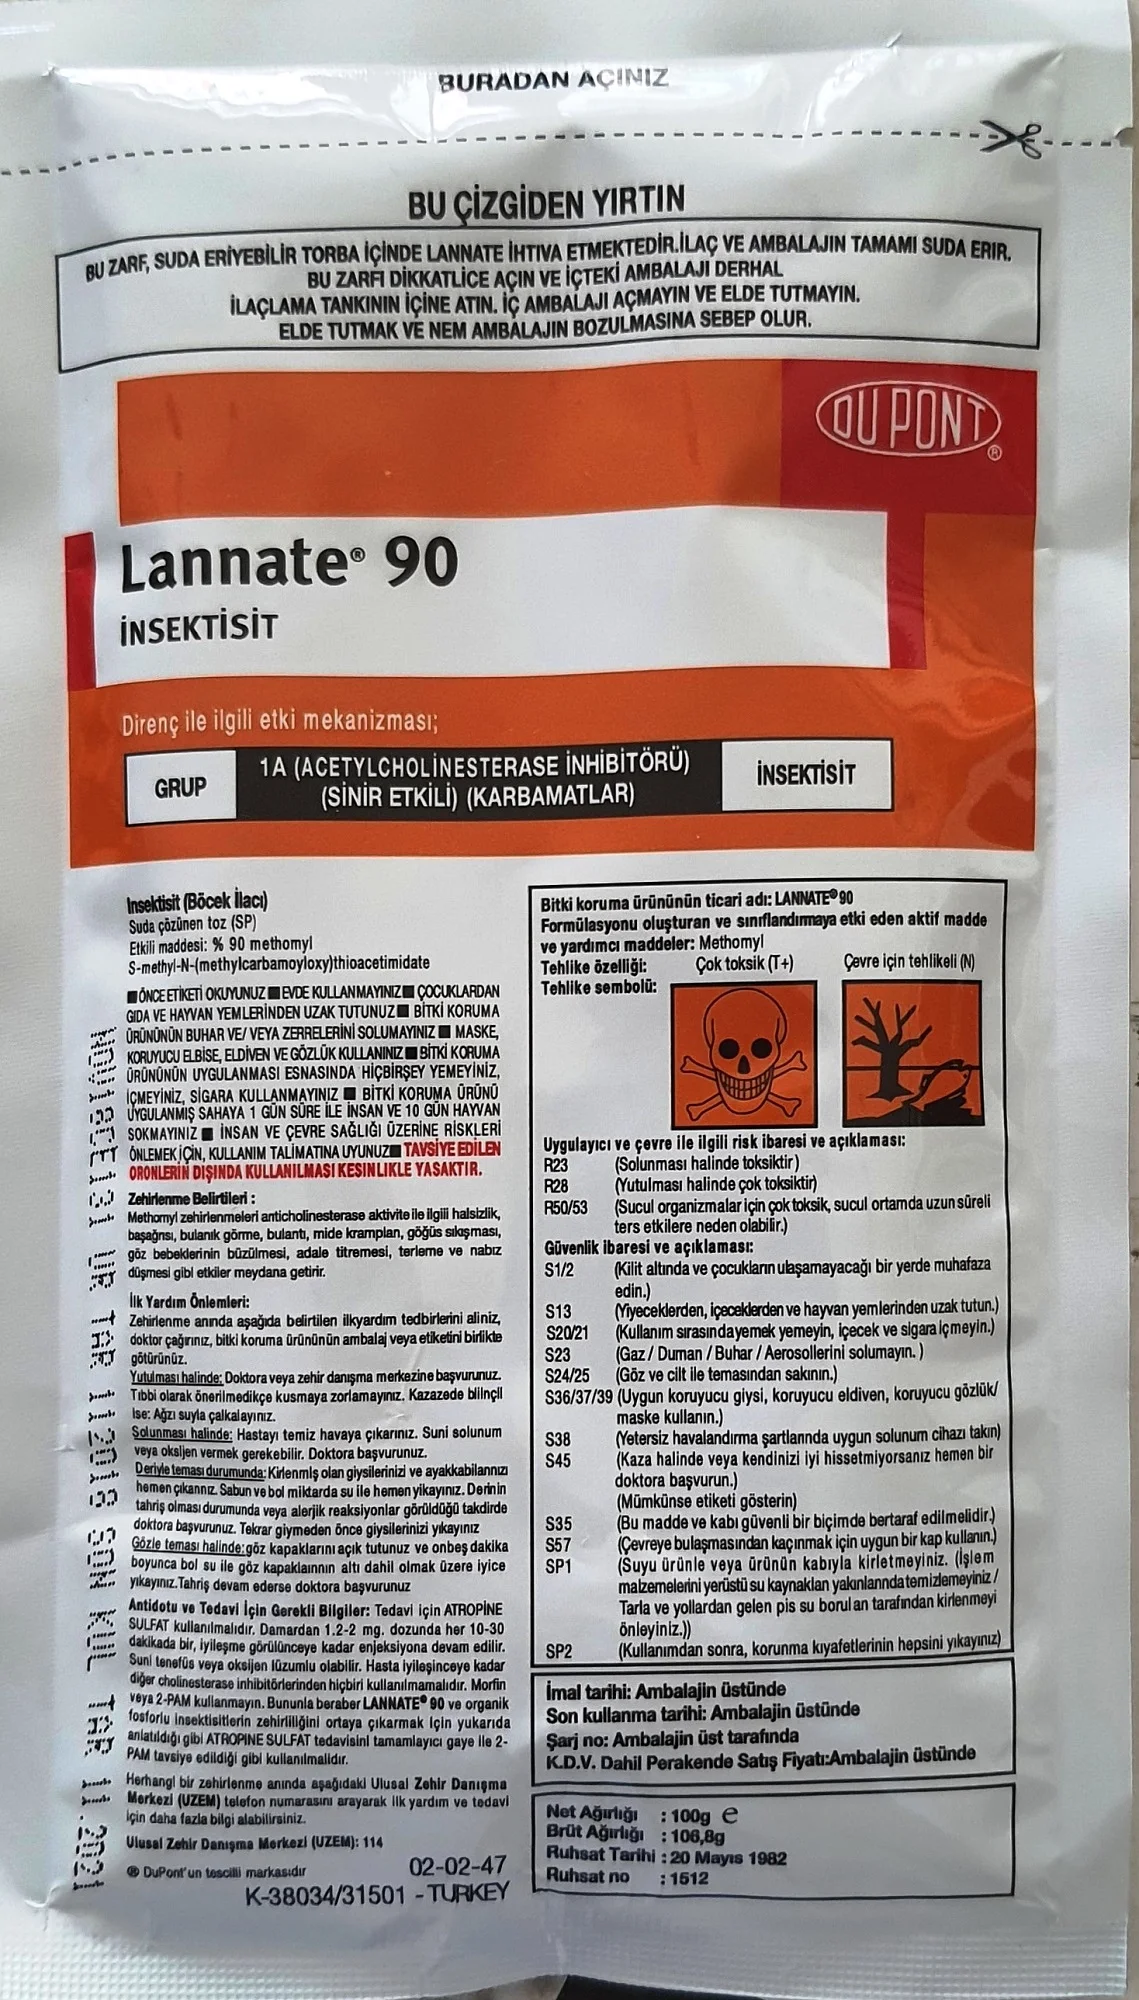 BURADAN AÇINIZ
BU ÇİZGİDEN YIRTIN
BU ZARF, SUDA ERİYEBİLİR TORBA İÇİNDE LANNATE İHTIVA ETMEKTEDİR.İLAÇ VE AMBALAJIN TAMAMI SUDA ERIR.
BU ZARFI DİKKATLİCE AÇIN VE İÇTEKİ AMBALAJI DERHAL
İLAÇLAMA TANKININ İÇİNE ATIN. İÇ AMBALAJI AÇMAYIN VE ELDE TUTMAYIN.
ELDE TUTMAK VE NEM AMBALAJIN BOZULMASINA SEBEP OLUR.
DU PONT®
Lannate® 90
İNSEKTİSİT
Direnç ile ilgili etki mekanizması;
GRUP
1A (ACETYLCHOLİNESTERASE İNHİBİTÖRÜ)
(SİNİR ETKİLİ) (KARBAMATLAR)
İNSEKTİSİT
Insektisit (Böcek İlacı)
Suda çözünen toz (SP)
Etkili maddesi: % 90 methomyl
S-methyl-N-(methylcarbamoyloxy)thioacetimidate
■ ÖNCE ETİKETİ OKUYUNUZ ■ EVDE KULLANMAYINIZ ■ ÇOCUKLARDAN
GIDA VE HAYVAN YEMLERİNDEN UZAK TUTUNUZ ■ BİTKİ KORUMA
ÜRÜNÜNÜN BUHAR VE/ VEYA ZERRELERİNİ SOLUMAYINIZ ■ MASKE,
KORUYUCU ELBİSE, ELDİVEN VE GÖZLÜK KULLANINIZ ■ BİTKİ KORUMA
ÜRÜNÜNÜN UYGULANMASI ESNASINDA HİÇBİRŞEY YEMEYİNİZ,
İÇMEYİNİZ, SİGARA KULLANMAYINIZ ■ BİTKİ KORUMA ÜRÜNÜ
UYGULANMIŞ SAHAYA 1 GÜN SÜRE İLE İNSAN VE 10 GÜN HAYVAN
SOKMAYINIZ ■ İNSAN VE ÇEVRE SAĞLIĞI ÜZERİNE RİSKLERİ
ÖNLEMEK İÇİN, KULLANIM TALİMATINA UYUNUZ ■ TAVSİYE EDİLEN
ORONLERİN DIŞINDA KULLANILMASI KESINLIKLE YASAKTIR.
Zehirlenme Belirtileri :
Methomyl zehirlenmeleri anticholinesterase aktivite ile ilgili halsizlik,
başağrısı, bulanık görme, bulantı, mide krampları, göğüs sıkışması,
göz bebeklerinin büzülmesi, adale titremesi, terleme ve nabız
düşmesi gibi etkiler meydana getirir.
İlk Yardım Önlemleri:
Zehirlenme anında aşağıda belirtilen ilkyardım tedbirlerini aliniz,
doktor çağırınız, bitki koruma ürününün ambalaj veya etiketini birlikte
götürünüz.
Yutulması halinde: Doktora veya zehir danışma merkezine başvurunuz.
Tıbbi olarak önerilmedikçe kusmaya zorlamayınız. Kazazede bilinçli
ise: Ağzı suyla çalkalayınız.
Solunması halinde: Hastayı temiz havaya çıkarınız. Suni solunum
veya oksijen vermek gerekebilir. Doktora başvurunuz.
Deriyle teması durumunda: Kirlenmiş olan giysilerinizi ve ayakkabilarınızı
hemen çıkarınız. Sabun ve bol miktarda su ile hemen yikayınız. Derinin
tahriş olması durumunda veya alerjik reaksiyonlar görüldüğü takdirde
doktora başvurunuz. Tekrar giymeden önce giysilerinizi yıkayınız
Gözle teması halinde: göz kapaklarını açık tutunuz ve onbeş dakika
boyunca bol su ile göz kapaklarının altı dahil olmak üzere iyice
yıkayınız. Tahriş devam ederse doktora başvurunuz
Antidotu ve Tedavi İçin Gerekli Bilgiler: Tedavi için ATROPİNE
SULFAT kullanılmalıdır. Damardan 1.2-2 mg. dozunda her 10-30
dakikada bir, iyileşme görülünceye kadar enjeksiyona devam edilir.
Suni tenefüs veya oksijen lüzumlu olabilir. Hasta iyileşinceye kadar
diğer cholinesterase inhibitörlerinden hiçbiri kullanılmamalıdır. Morfin
veya 2-PAM kullanmayın. Bununla beraber LANNATE® 90 ve organik
fosforlu insektisitlerin zehirliliğini ortaya çıkarmak için yukarıda
anlatıldığı gibi ATROPINE SULFAT tedavisini tamamlayıcı gaye ile 2-
PAM tavsiye edildiği gibi kullanılmalıdır.
Herhangi bir zehirlenme anında aşağıdaki Ulusal Zehir Danışma
Merkezi (UZEM) telefon numarasını arayarak ilk yardım ve tedavi
için daha fazla bilgi alabilirsiniz.
Ulusal Zehir Danışma Merkezi (UZEM): 114
® DuPont'un tescilli markasıdır
02-02-47
K-38034/31501 - TURKEY
Bitki koruma ürününün ticari adı: LANNATE® 90
Formülasyonu oluşturan ve sınıflandırmaya etki eden aktif madde
ve yardımcı maddeler: Methomyl
Tehlike özelliği: Çok toksik (T+) Çevre için tehlikeli (N)
Tehlike sembolü:
Uygulayıcı ve çevre ile ilgili risk ibaresi ve açıklaması:
R23 (Solunması halinde toksiktir)
R28 (Yutulması halinde çok toksiktir)
R50/53 (Sucul organizmalar için çok toksik, sucul ortamda uzun süreli
ters etkilere neden olabilir.)
Güvenlik ibaresi ve açıklaması:
S1/2 (Kilit altında ve çocukların ulaşamayacağı bir yerde muhafaza
edin.)
S13 (Yiyeceklerden, içeceklerden ve hayvan yemlerinden uzak tutun.)
S20/21 (Kullanım sırasında yemek yemeyin, içecek ve sigara içmeyin.)
S23 (Gaz / Duman / Buhar / Aerosollerini solumayın. )
S24/25 (Göz ve cilt ile temasından sakının.)
S36/37/39 (Uygun koruyucu giysi, koruyucu eldiven, koruyucu gözlük/
maske kullanın.)
S38 (Yetersiz havalandırma şartlarında uygun solunum cihazı takın)
S45 (Kaza halinde veya kendinizi iyi hissetmiyorsanız hemen bir
doktora başvurun.)
(Mümkünse etiketi gösterin)
S35 (Bu madde ve kabı güvenli bir biçimde bertaraf edilmelidir.)
S57 (Çevreye bulaşmasından kaçınmak için uygun bir kap kullanın.)
SP1 (Suyu ürünle veya ürünün kabıyla kirletmeyiniz. (İşlem
malzemelerini yerüstü su kaynakları yakınlarında temizlemeyiniz /
Tarla ve yollardan gelen pis su boruları tarafından kirlenmeyi
önleyiniz.))
SP2 (Kullanımdan sonra, korunma kıyafetlerinin hepsini yıkayınız)
İmal tarihi: Ambalajin üstünde
Son kullanma tarihi: Ambalajin üstünde
Şarj no: Ambalajin üst tarafında
K.D.V. Dahil Perakende Satış Fiyatı:Ambalajin üstünde
Net Ağırlığı : 100g e
Brüt Ağırlığı : 106,8g
Ruhsat Tarihi : 20 Mayıs 1982
Ruhsat no : 1512